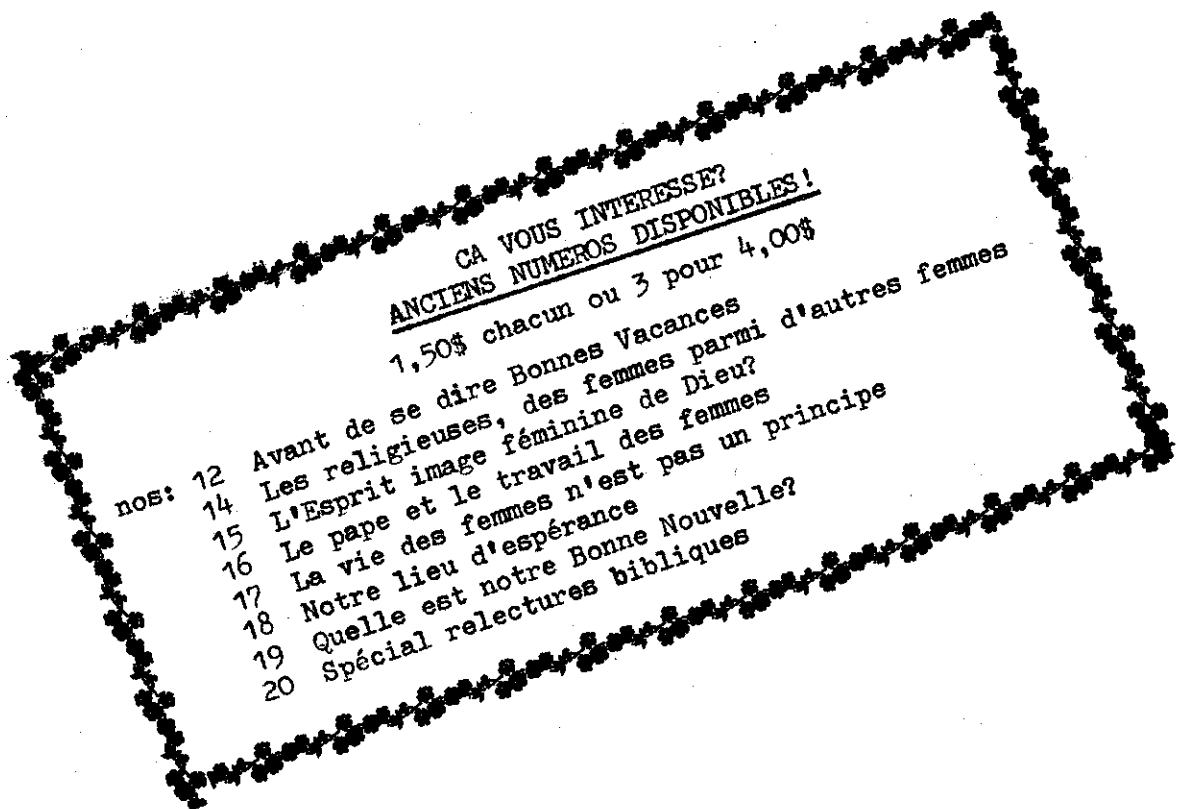 CA VOUS INTERESSE?
ANCIENS NUMEROS DISPONIBLES!
1,50$ chacun ou 3 pour 4,00$
nos: 12 Avant de se dire Bonnes Vacances
14 Les religieuses, des femmes parmi d'autres femmes
15 L'Esprit image féminine de Dieu?
16 Le pape et le travail des femmes
17 La vie des femmes n'est pas un principe
18 Notre lieu d'espérance
19 Quelle est notre Bonne Nouvelle?
20 Spécial relectures bibliques